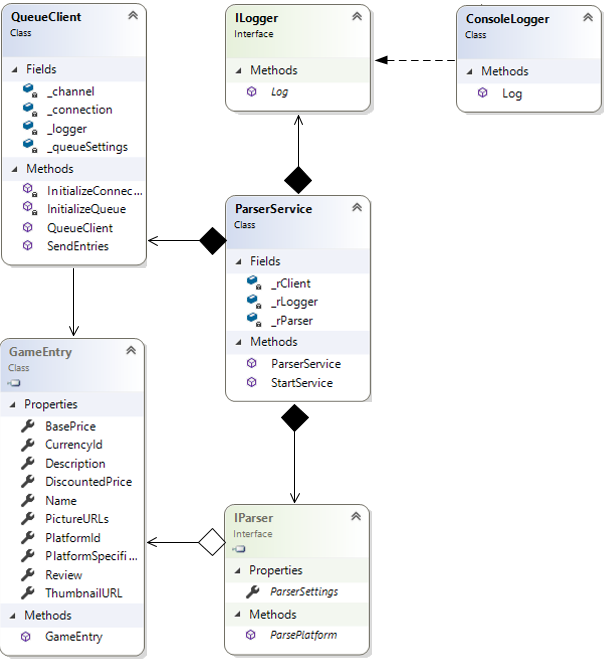 QueueClient
Class
Fields
_channel
_connection
_logger
_queueSettings
Methods
InitializeConnec...
InitializeQueue
QueueClient
SendEntries
ILogger
Interface
Methods
Log
ConsoleLogger
Class
Methods
Log
ParserService
Class
Fields
_rClient
_rLogger
_rParser
Methods
ParserService
StartService
GameEntry
Class
Properties
BasePrice
CurrencyId
Description
DiscountedPrice
Name
PictureURLs
PlatformId
PlatformSpecifi...
Review
ThumbnailURL
Methods
GameEntry
IParser
Interface
Properties
ParserSettings
Methods
ParsePlatform